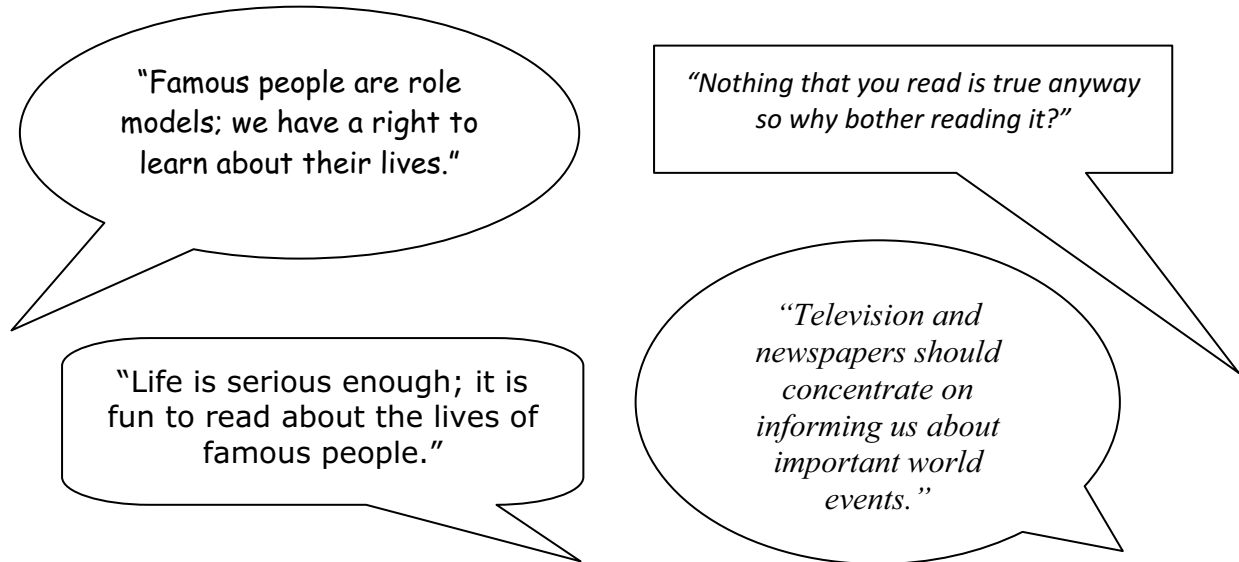 “Famous people are role
models; we have a right to
learn about their lives.”
“Nothing that you read is true anyway
so why bother reading it?”
“Life is serious enough; it is
fun to read about the lives of
famous people.”
“Television and
newspapers should
concentrate on
informing us about
important world
events.”